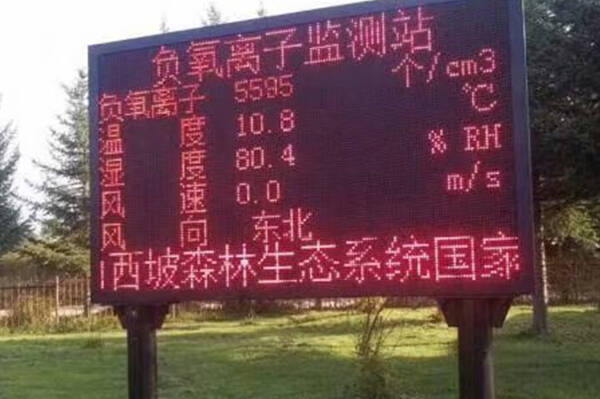 负氧离子监测站
负氧离子 5595 个/cm3
温度 10.8 ℃
湿度 80.4 % RH
风速 0.0 m/s
风向 东北
西坡森林生态系统国家